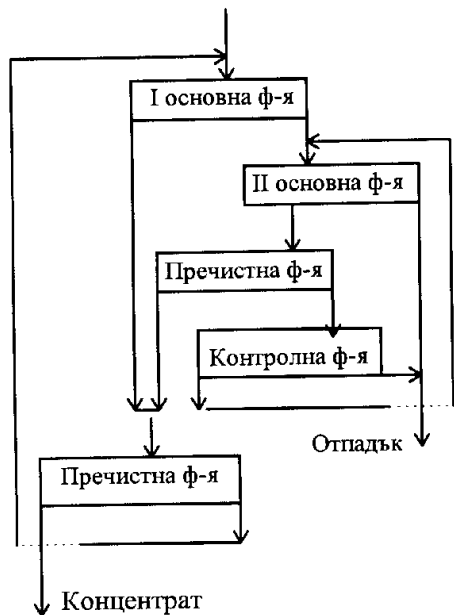 I основна ф-я
II основна ф-я
Пречистна ф-я
Контролна ф-я
Отпадък
Пречистна ф-я
Концентрат